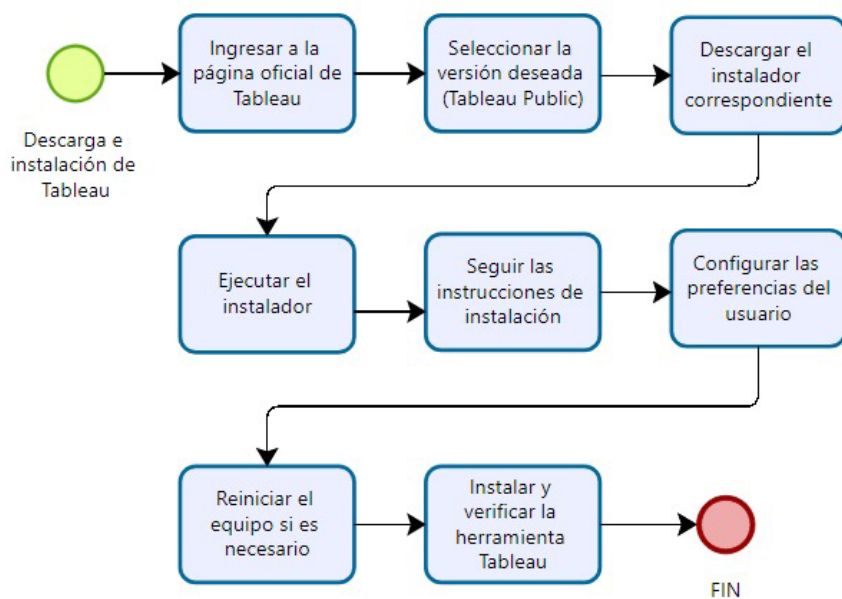 Descarga e
instalación de
Tableau
Ingresar a la
página oficial de
Tableau
Seleccionar la
versión deseada
(Tableau Public)
Descargar el
instalador
correspondiente
Ejecutar el
instalador
Seguir las
instrucciones de
instalación
Configurar las
preferencias del
usuario
Reiniciar el
equipo si es
necesario
Instalar y
verificar la
herramienta
Tableau
FIN